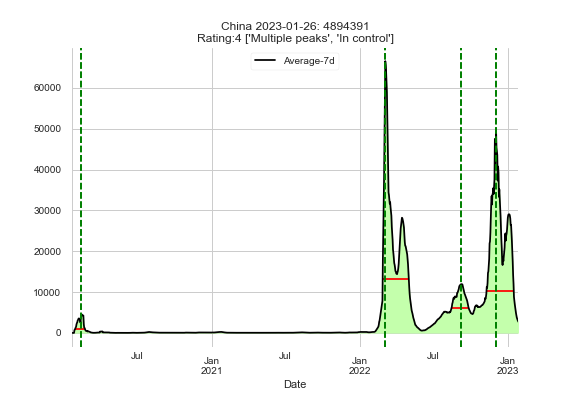 China 2023-01-26: 4894391
Rating:4 ['Multiple peaks', 'In control']
Average-7d
60000
50000
40000
30000
20000
10000
0
Jul
Jan
2021
Jul
Jan
2022
Jul
Jan
2023
Date